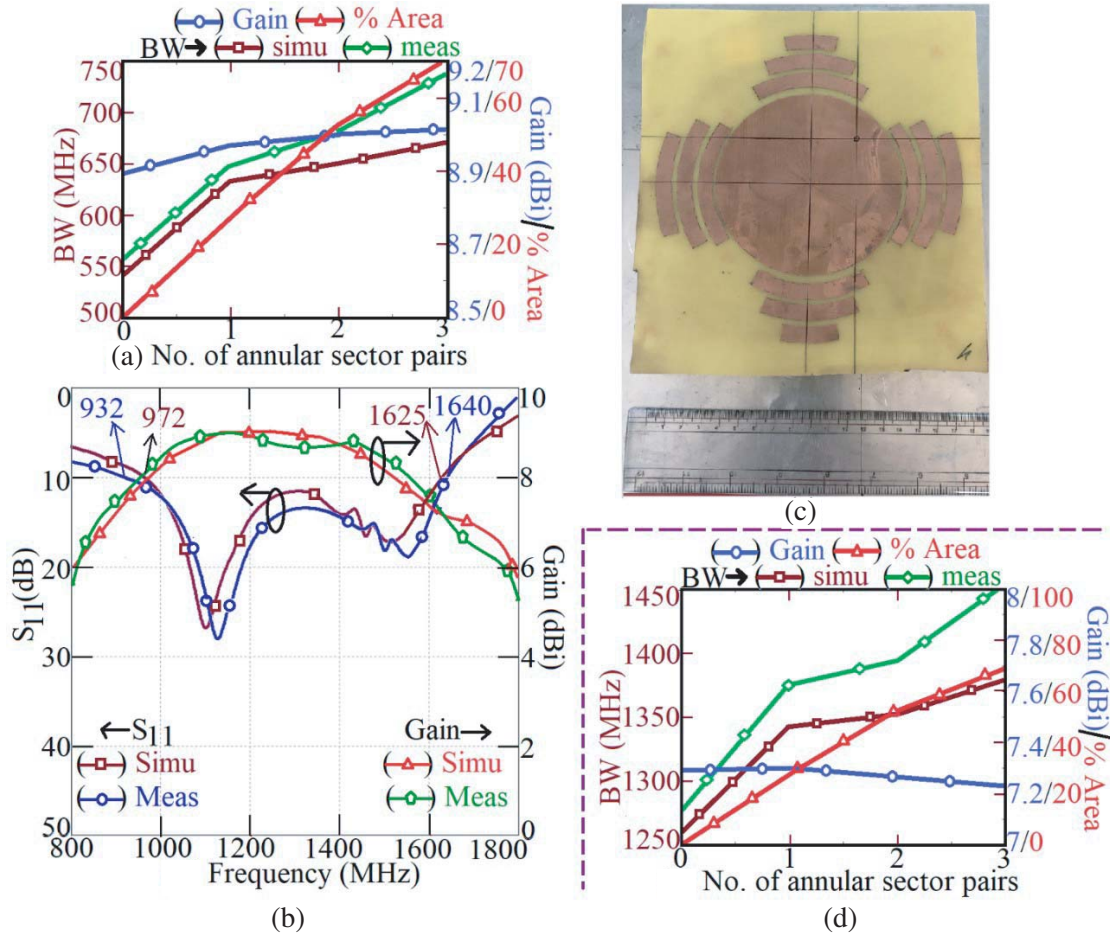 (a)
Gain % Area
BW simu meas
750
700
650
600
550
500
BW (MHz)
9.2/70
9.1/60
8.9/40
8.7/20
8.5/0
Gain (dBi)/% Area
0 1 2 3
No. of annular sector pairs
0
10
20
30
40
50
S11(dB)
932 972 1625 1640
10
8
6
4
2
0
Gain (dBi)
S11 Gain
Simu Simu
Meas Meas
800 1000 1200 1400 1600 1800
Frequency (MHz)
(b)
(c)
Gain % Area
BW simu meas
1450
1400
1350
1300
1250
BW (MHz)
8/100
7.8/80
7.6/60
7.4/40
7.2/20
7/0
Gain (dBi)/% Area
0 1 2 3
No. of annular sector pairs
(d)